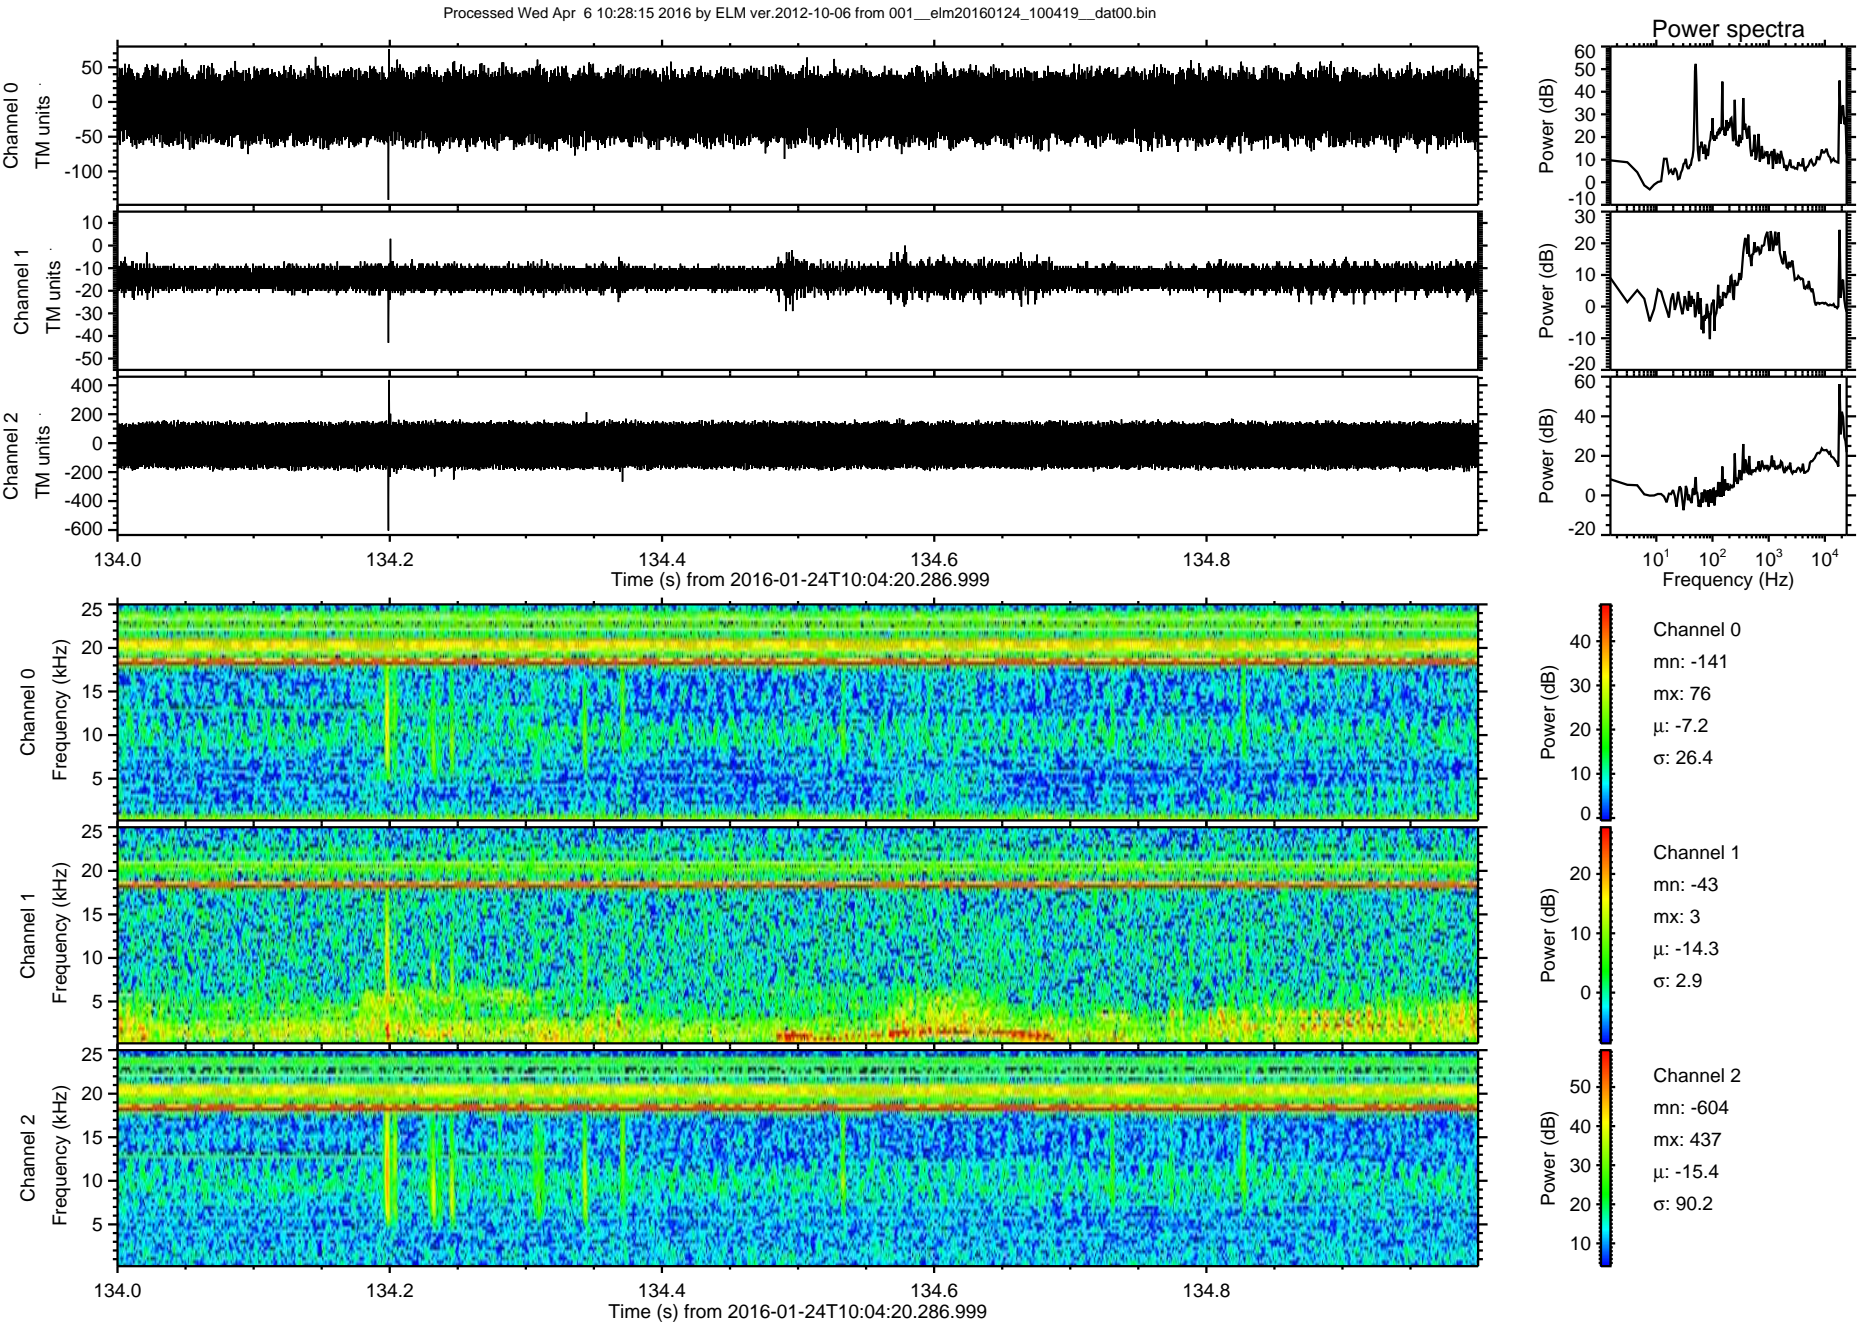 Processed Wed Apr  6 10:28:15 2016 by ELM ver.2012-10-06 from 001__elm20160124_100419__dat00.bin
Power spectra
Channel 0
TM units
50
0
-50
-100
Power (dB)
60
50
40
30
20
10
0
-10
Channel 1
TM units
10
0
-10
-20
-30
-40
-50
Power (dB)
30
20
10
0
-10
-20
Channel 2
TM units
400
200
0
-200
-400
-600
Power (dB)
60
40
20
0
-20
134.0 134.2 134.4 134.6 134.8
Time (s) from 2016-01-24T10:04:20.286.999
10^1 10^2 10^3 10^4
Frequency (Hz)
Channel 0
Frequency (kHz)
25
20
15
10
5
Power (dB)
40
30
20
10
0
Channel 0
mn: -141
mx: 76
μ: -7.2
σ: 26.4
Channel 1
Frequency (kHz)
25
20
15
10
5
Power (dB)
20
10
0
Channel 1
mn: -43
mx: 3
μ: -14.3
σ: 2.9
Channel 2
Frequency (kHz)
25
20
15
10
5
Power (dB)
50
40
30
20
10
Channel 2
mn: -604
mx: 437
μ: -15.4
σ: 90.2
134.0 134.2 134.4 134.6 134.8
Time (s) from 2016-01-24T10:04:20.286.999